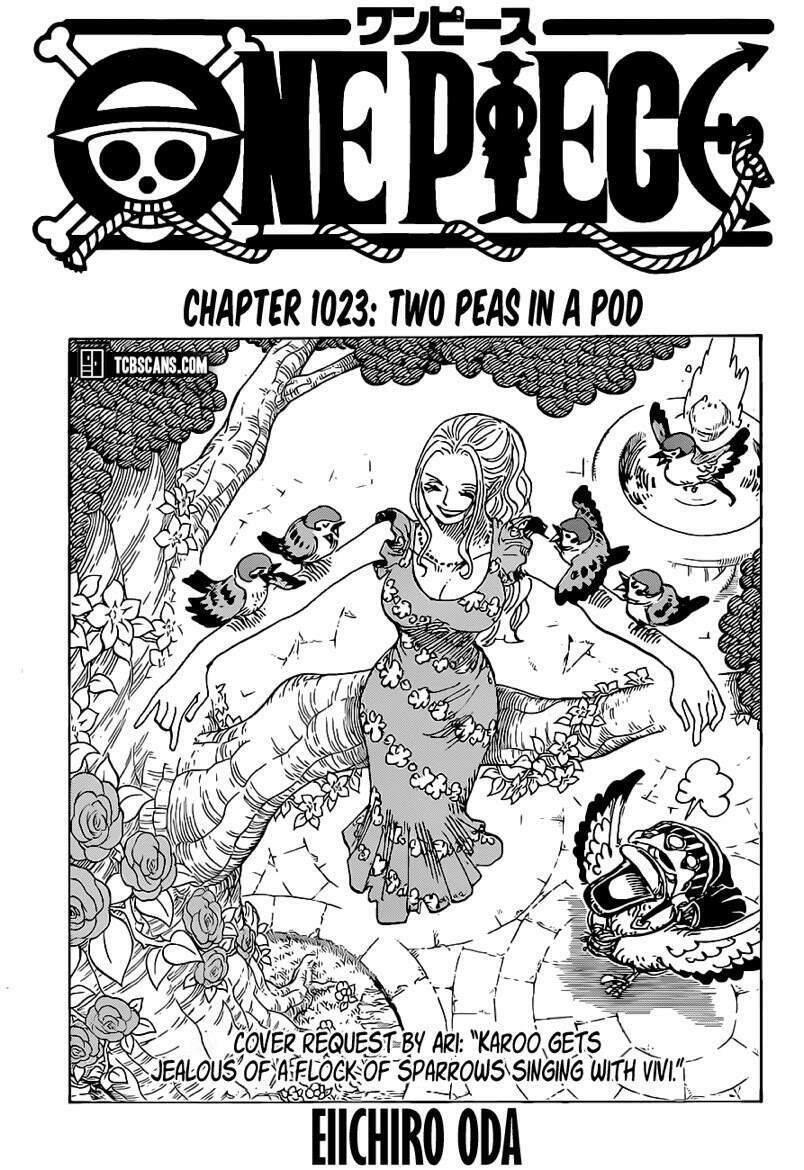 ワンピース
ONE PIECE
CHAPTER 1023: TWO PEAS IN A POD
TCBSCANS.COM
COVER REQUEST BY ARI: "KAROO GETS
JEALOUS OF A FLOCK OF SPARROWS SINGING WITH VIVI."
EIICHIRO ODA